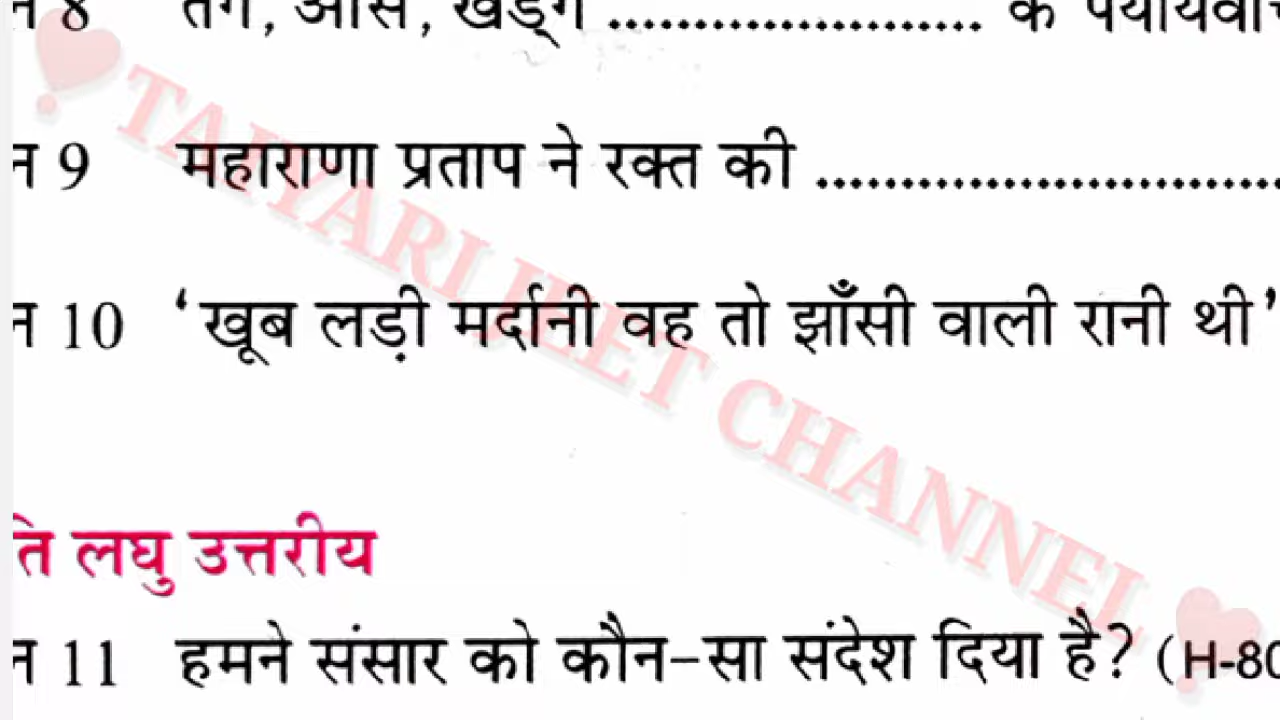 न 8 तेग, असि, खड्ग ........................... के पर्यायवाच
न 9 महाराणा प्रताप ने रक्त की ...........................
न 10 ‘खूब लड़ी मर्दानी वह तो झाँसी वाली रानी थी’
ति लघु उत्तरीय
न 11 हमने संसार को कौन-सा संदेश दिया है? (H-80
TAIYARI JEET CHANNEL